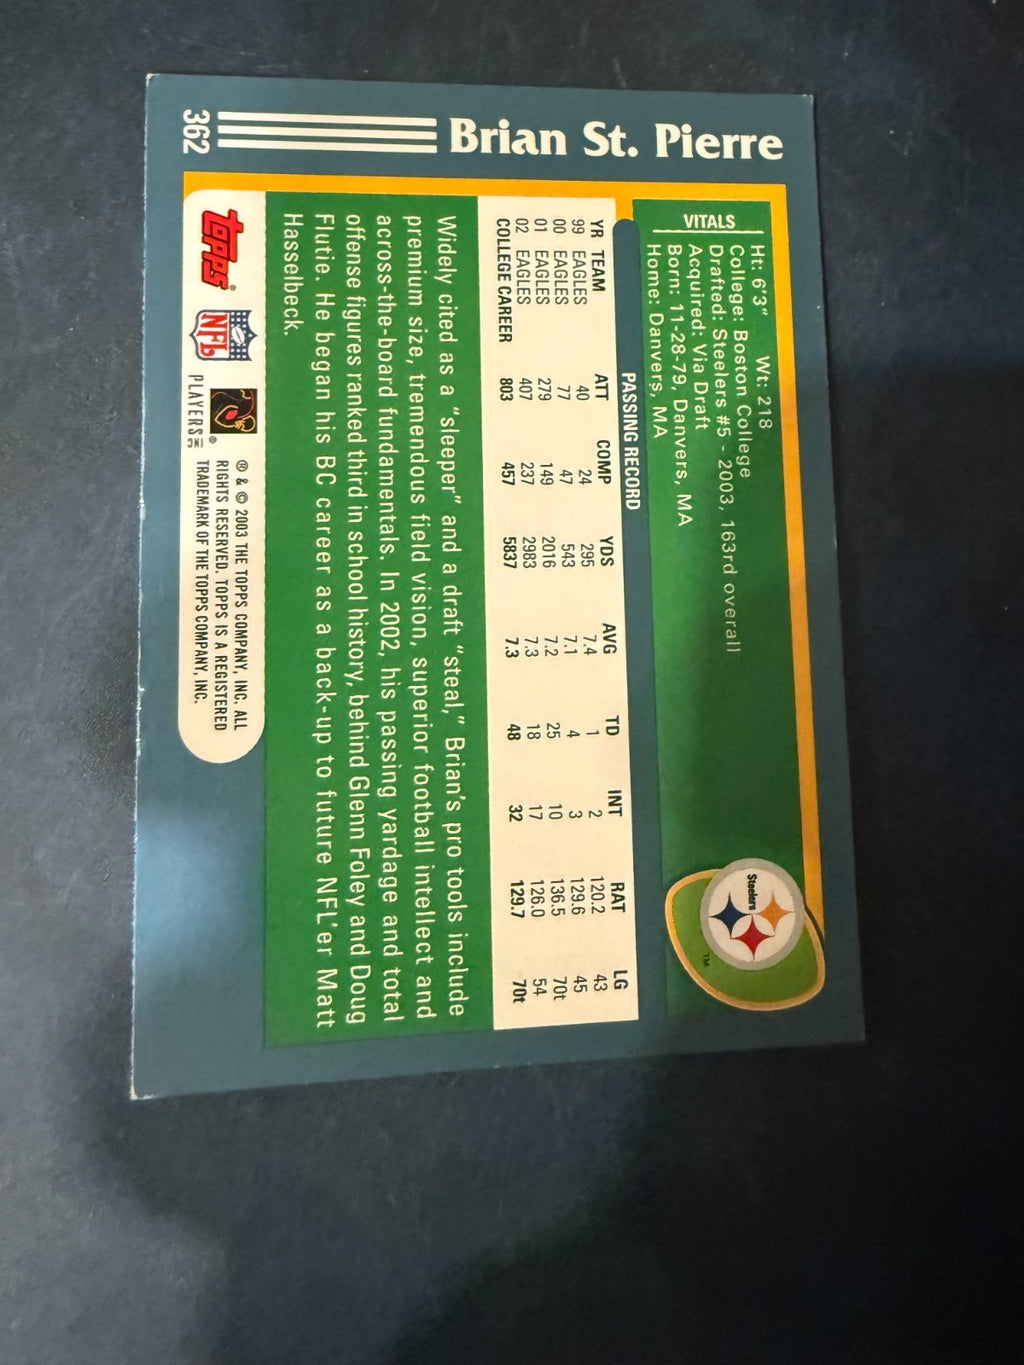 362
Brian St. Pierre
VITALS
Ht: 6'3" Wt: 218
College: Boston College
Drafted: Steelers #5 - 2003, 163rd overall
Acquired: Via Draft
Born: 11-28-79, Danvers, MA
Home: Danvers, MA
Steelers
TM
PASSING RECORD
YR TEAM ATT COMP YDS AVG TD INT RAT LG
99 EAGLES 40 24 295 7.4 1 2 120.2 43
00 EAGLES 77 47 543 7.1 4 3 129.6 45
01 EAGLES 279 149 2016 7.2 25 10 136.5 70t
02 EAGLES 407 237 2983 7.3 18 17 126.0 54
COLLEGE CAREER 803 457 5837 7.3 48 32 129.7 70t
Widely cited as a "sleeper" and a draft "steal," Brian's pro tools include
premium size, tremendous field vision, superior football intellect and
across-the-board fundamentals. In 2002, his passing yardage and total
offense figures ranked third in school history, behind Glenn Foley and Doug
Flutie. He began his BC career as a back-up to future NFL'er Matt
Hasselbeck.
topps®
NFL
PLAYERS INC ®
® & © 2003 THE TOPPS COMPANY, INC. ALL
RIGHTS RESERVED. TOPPS IS A REGISTERED
TRADEMARK OF THE TOPPS COMPANY, INC.